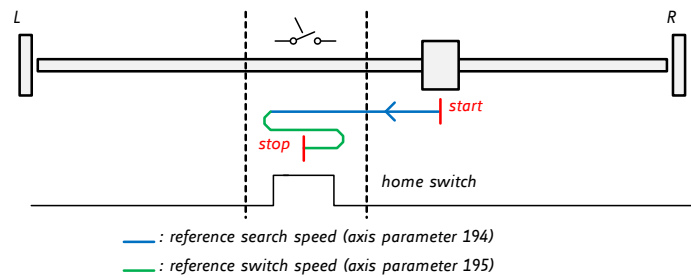 L
R
start
stop
home switch
: reference search speed (axis parameter 194)
: reference switch speed (axis parameter 195)